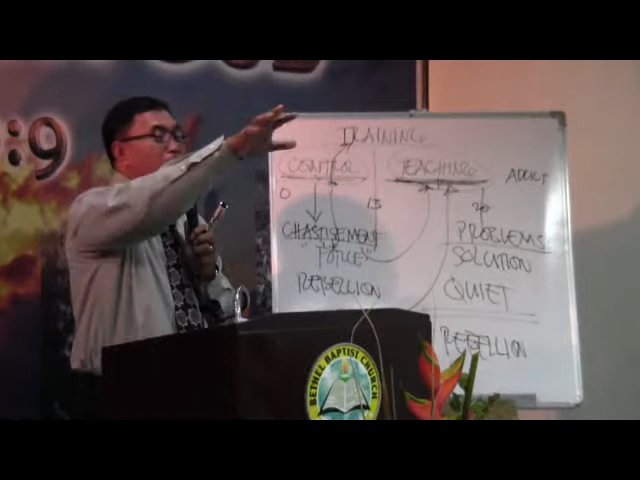 :9
TRAINING
CONTROL TEACHING ADULT
0 13 20
CHASTISEMENT PROBLEMS
"FORCE" SOLUTION
REBELLION QUIET
REBELLION
BETHEL BAPTIST CHURCH